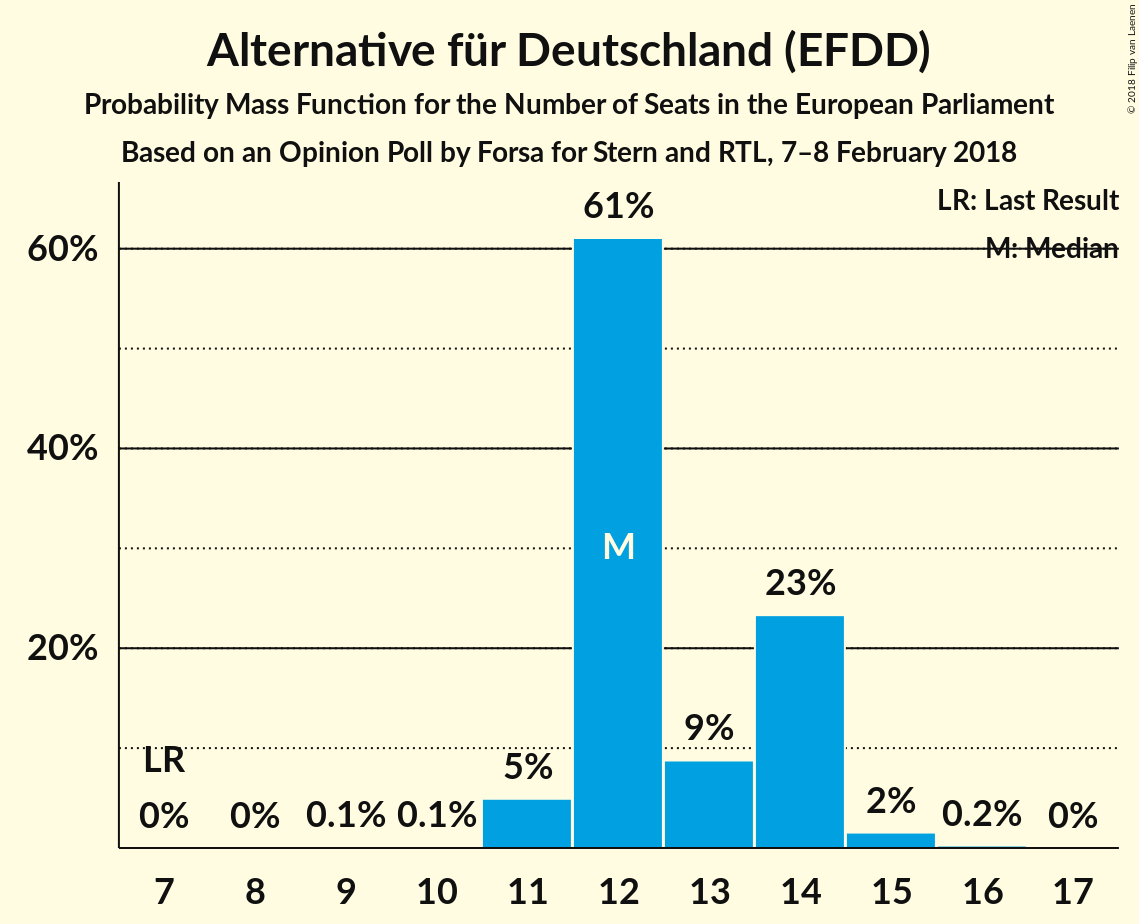 Alternative für Deutschland (EFDD)
Probability Mass Function for the Number of Seats in the European Parliament
Based on an Opinion Poll by Forsa for Stern and RTL, 7–8 February 2018
© 2018 Filip van Laenen
LR: Last Result
M: Median
60%
40%
20%
61%
M
23%
9%
LR
5%
0% 0% 0.1% 0.1% 2% 0.2% 0%
7 8 9 10 11 12 13 14 15 16 17